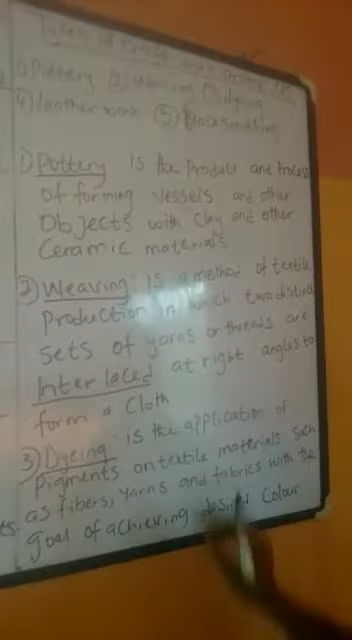 Types of Craft
1) Pottery (2) Weaving (3) Dyeing
4) Leather work (5) Blacksmithing
1) Pottery is the product and Process
of forming vessels and other
Objects with clay and other
Ceramic materials
2) Weaving is a method of textile
Production in which two distinct
sets of yarns or threads are
Interlaced at right angles to
form a Cloth
3) Dyeing is the application of
Pigments on textile materials such
as fibers, yarns and fabrics with the
goal of achieving desired Colour